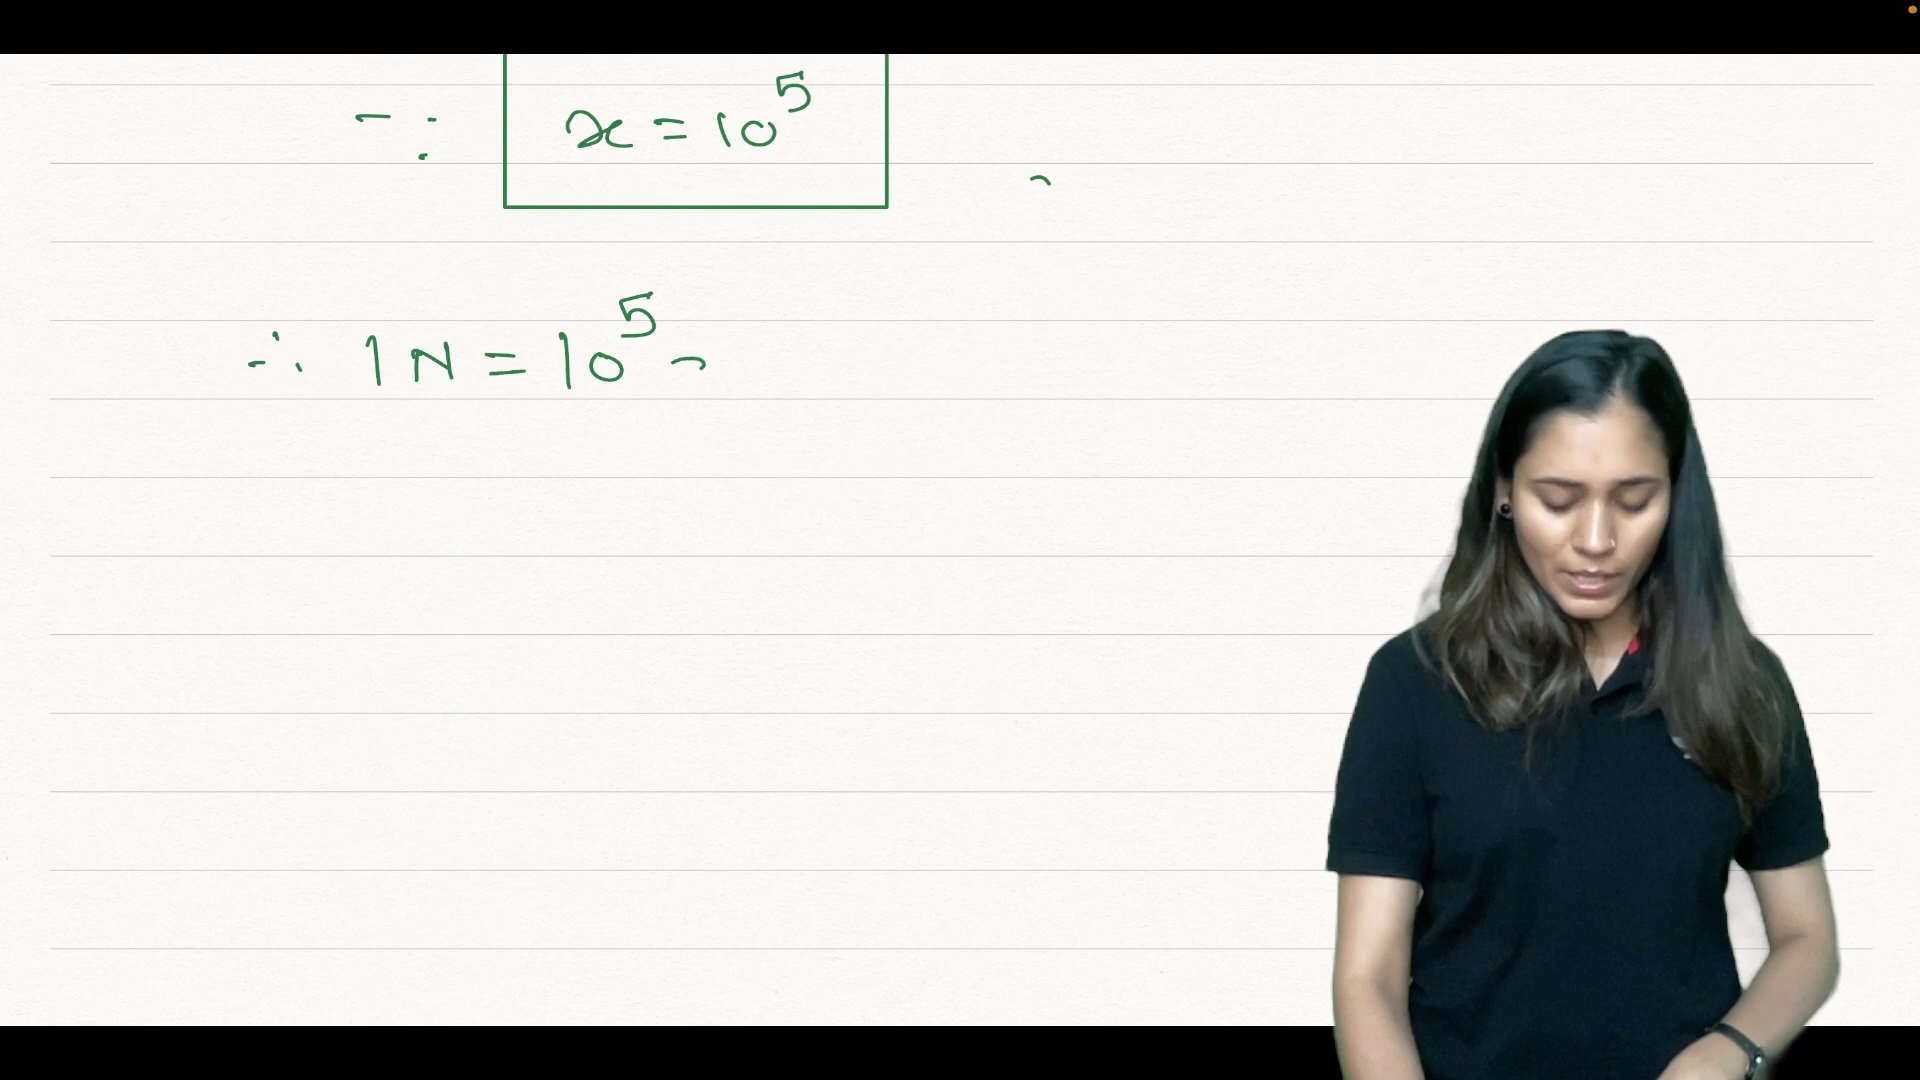 ∵ x = 10⁵
∴ 1 N = 10⁵